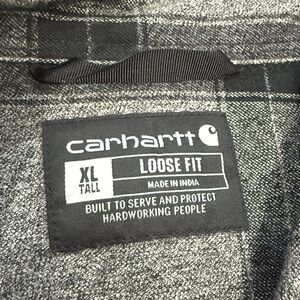 carhartt
XL
TALL
LOOSE FIT
MADE IN INDIA
BUILT TO SERVE AND PROTECT
HARDWORKING PEOPLE